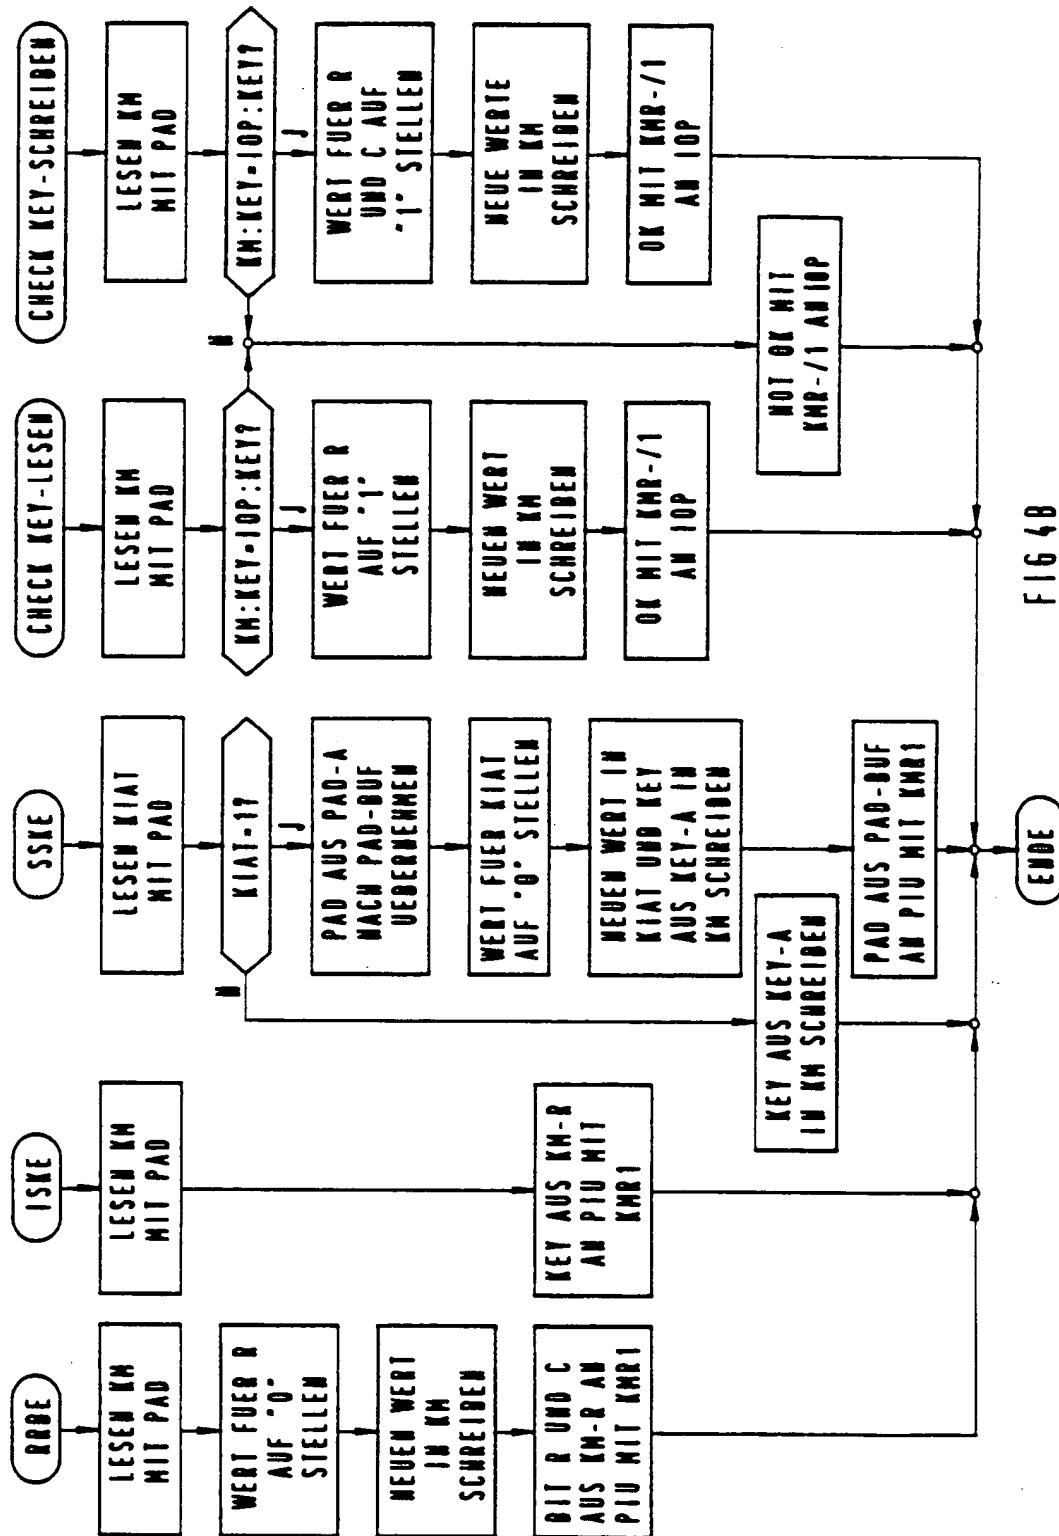 RRBE
LESEN KM
MIT PAD
WERT FUER R
AUF "0"
STELLEN
NEUEN WERT
IN KM
SCHREIBEN
BIT R UND C
AUS KM-R AN
PIU MIT KMR1
ISKE
LESEN KM
MIT PAD
KEY AUS KM-R
AN PIU MIT
KMR1
SSKE
LESEN KIAT
MIT PAD
KIAT=1?
N
J
PAD AUS PAD-A
NACH PAD-BUF
UEBERNEHMEN
WERT FUER KIAT
AUF "0" STELLEN
NEUEN WERT IN
KIAT UND KEY
AUS KEY-A IN
KM SCHREIBEN
KEY AUS KEY-A
IN KM SCHREIBEN
PAD AUS PAD-BUF
AN PIU MIT KMR1
CHECK KEY-LESEN
LESEN KM
MIT PAD
KM:KEY=IOP:KEY?
J
WERT FUER R
AUF "1"
STELLEN
NEUEN WERT
IN KM
SCHREIBEN
OK MIT KMR-/1
AN IOP
N
NOT OK MIT
KMR-/1 AN IOP
CHECK KEY-SCHREIBEN
LESEN KM
MIT PAD
KM:KEY=IOP:KEY?
J
WERT FUER R
UND C AUF
"1" STELLEN
NEUE WERTE
IN KM
SCHREIBEN
OK MIT KMR-/1
AN IOP
ENDE
FIG 4B